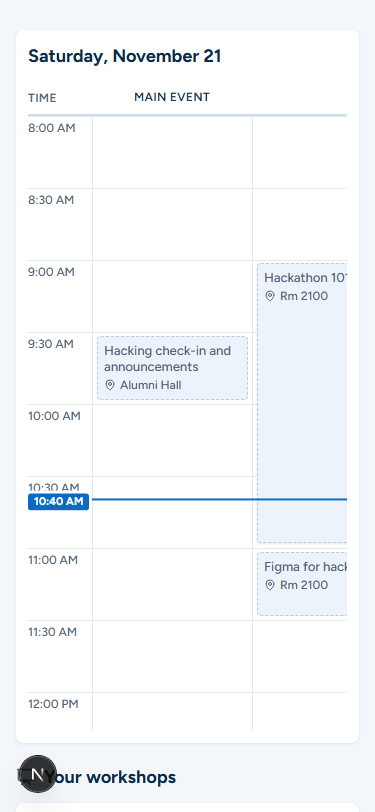 Saturday, November 21
TIME
MAIN EVENT
8:00 AM
8:30 AM
9:00 AM
Hackathon 101
Rm 2100
9:30 AM
Hacking check-in and
announcements
Alumni Hall
10:00 AM
10:30 AM
10:40 AM
11:00 AM
Figma for hack
Rm 2100
11:30 AM
12:00 PM
N
Your workshops